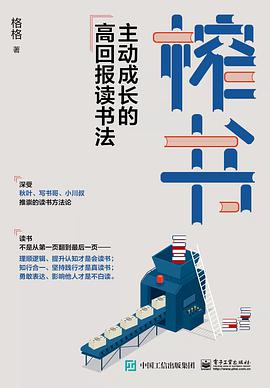 榨书
主动成长的
高回报读书法
格格 著
深受
秋叶、写书哥、小川叔
推崇的读书方法论
读书
不是从第一页翻到最后一页——
理顺逻辑、提升认知才是会读书；
知行合一、坚持践行才是真读书；
勇敢表达、影响他人才是不白读。
中国工信出版集团
电子工业出版社